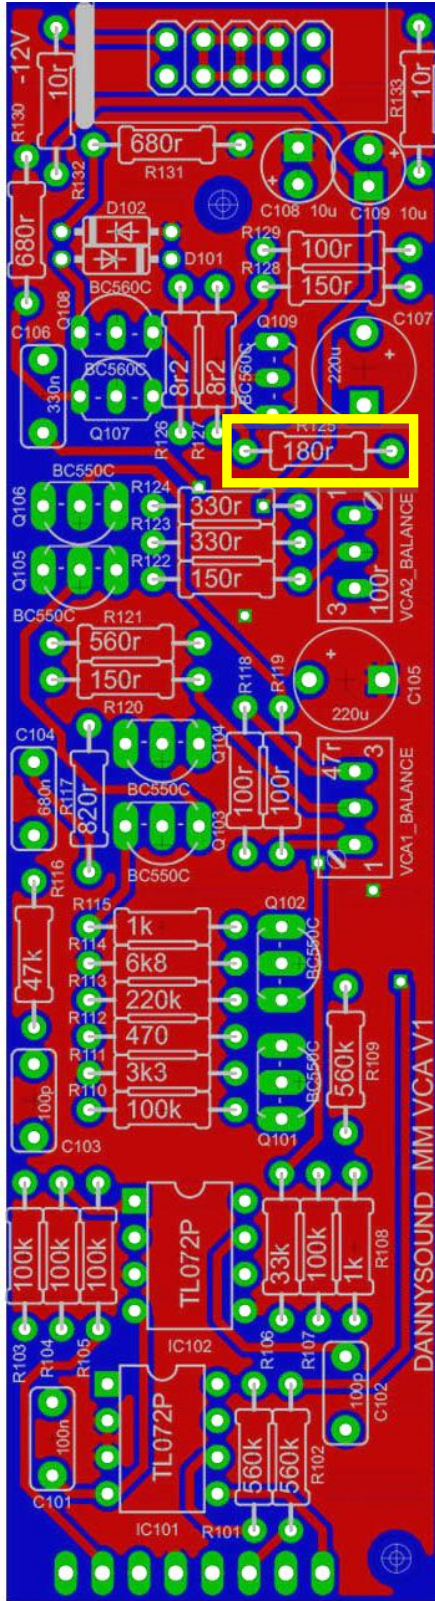 -12V
R130
10r
10r
R133
R132
680r
R131
680r
C108
10u
C109
10u
D102
D101
R129
100r
R128
150r
C107
BC560C
Q108
Q109
220u
C106
330n
BC560C
8r2
8r2
BC560C
Q107
R126
R127
R125
180r
BC550C
Q106
R124
330r
1
R123
330r
Q105
R122
150r
3
100r
VCA2_BALANCE
BC550C
R121
560r
150r
R120
R118
R119
C105
220u
C104
680n
R117
820r
Q104
BC550C
100r
100r
47r
3
VCA1_BALANCE
Q103
BC550C
1
R116
47k
R115
1k
Q102
R114
6k8
BC550C
R113
220k
R112
470
R111
3k3
R110
100k
BC550C
Q101
560k
R109
100p
C103
DANNYSOUND MM VCA V1
100k
100k
100k
R103
R104
R105
TL072P
IC102
33k
100k
1k
R108
R106
R107
100p
C102
100n
C101
TL072P
IC101
560k
560k
R102
R101